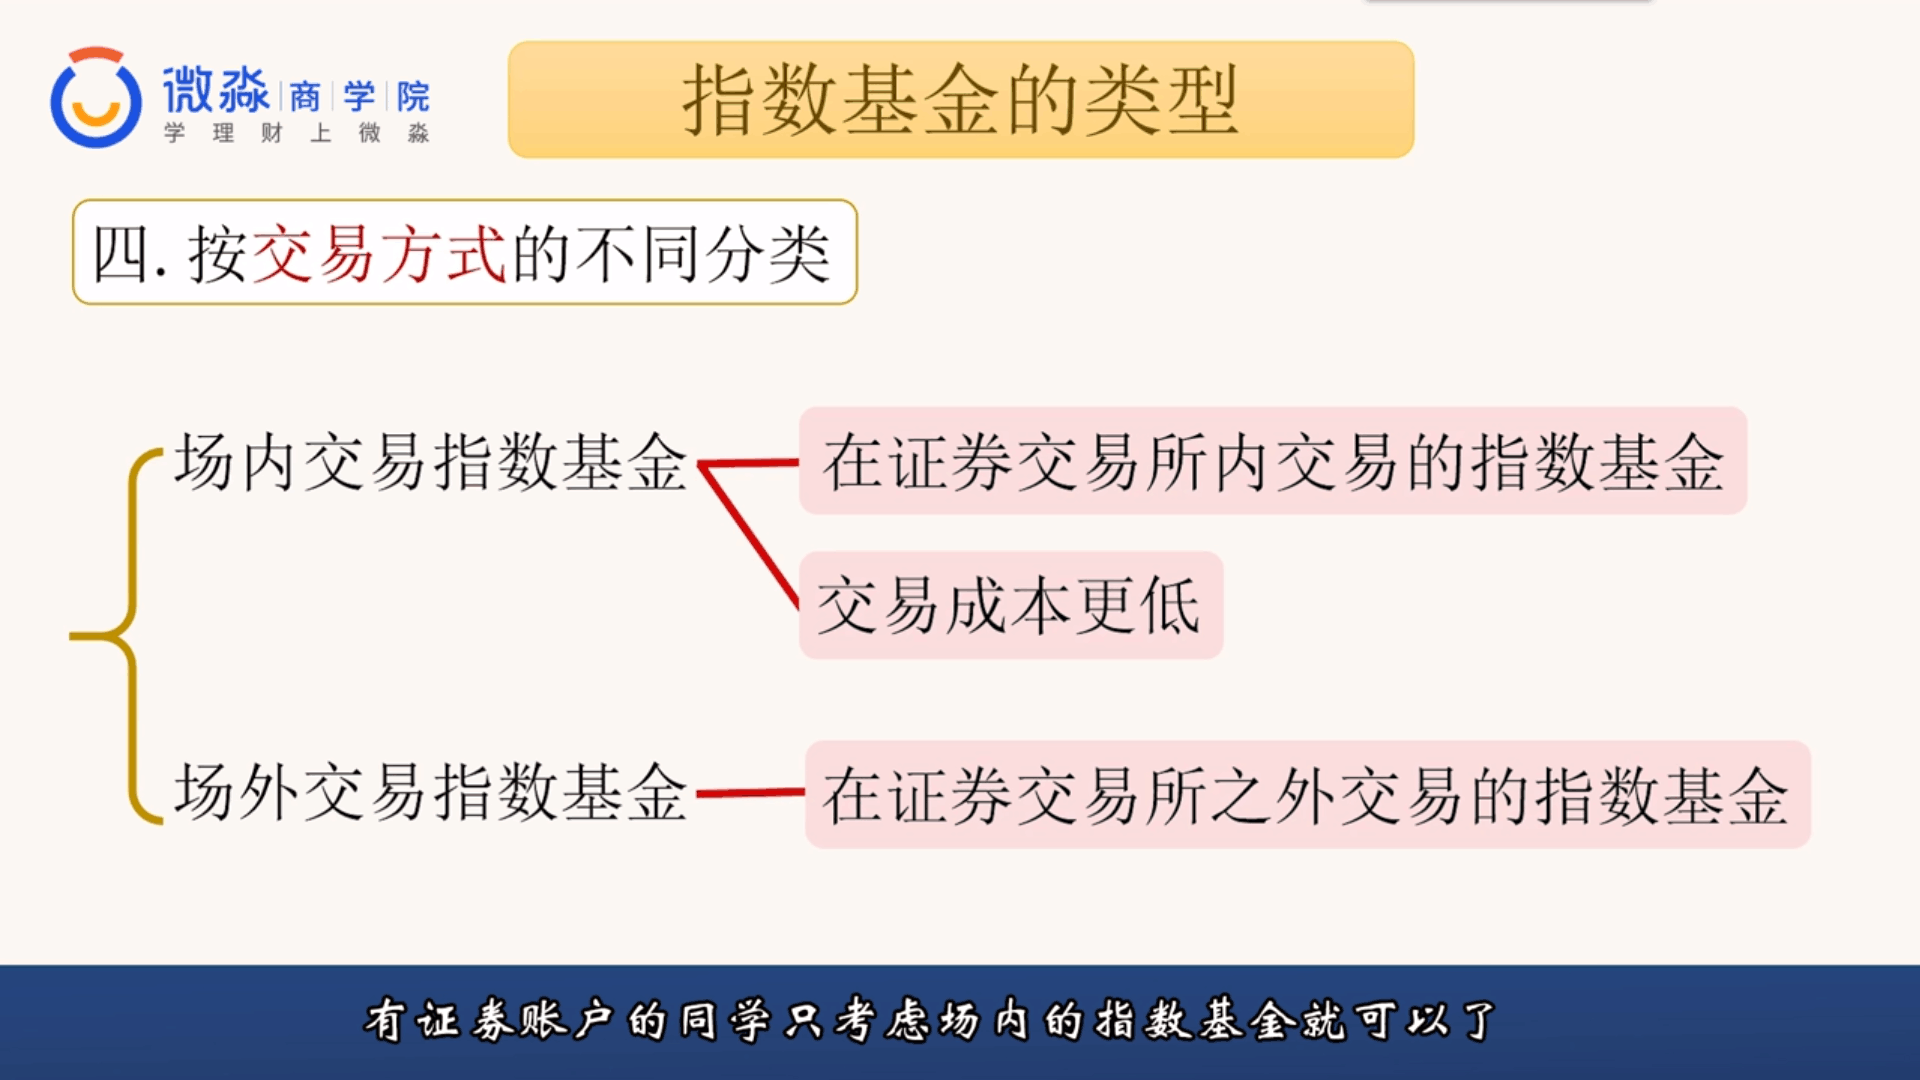 微淼 商 学 院
学理财上微淼
指数基金的类型
四. 按交易方式的不同分类
场内交易指数基金
在证券交易所内交易的指数基金
交易成本更低
场外交易指数基金
在证券交易所之外交易的指数基金
有证券账户的同学只考虑场内的指数基金就可以了